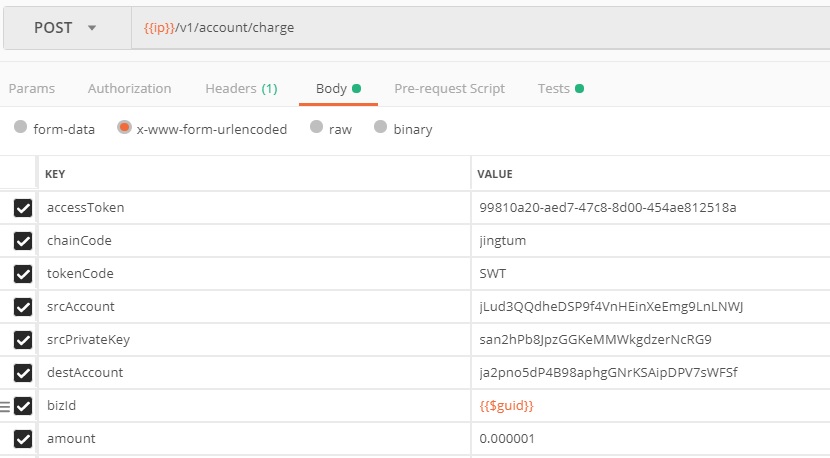 POST {{ip}}/v1/account/charge
Params Authorization Headers (1) Body Pre-request Script Tests
form-data x-www-form-urlencoded raw binary
KEY VALUE
accessToken 99810a20-aed7-47c8-8d00-454ae812518a
chainCode jingtum
tokenCode SWT
srcAccount jLud3QQdheDSP9f4VnHEinXeEmg9LnLNWJ
srcPrivateKey san2hPb8JpzGGKeMMWkgdzerNcRG9
destAccount ja2pno5dP4B98aphgGNrKSAipDPV7sWFSf
bizId {{$guid}}
amount 0.000001